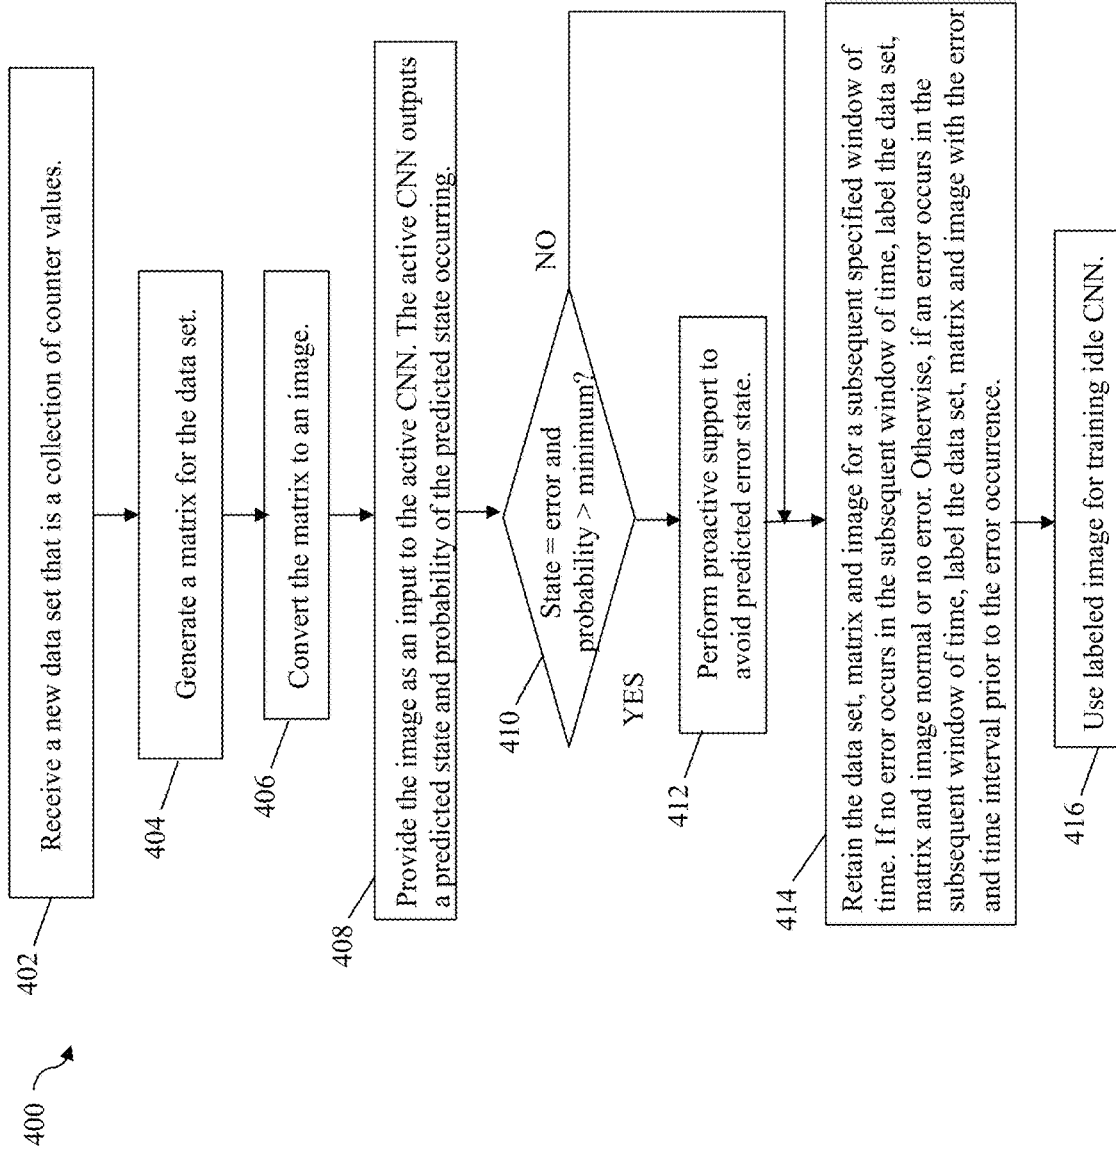 400
402
Receive a new data set that is a collection of counter values.
404
Generate a matrix for the data set.
406
Convert the matrix to an image.
408
Provide the image as an input to the active CNN. The active CNN outputs
a predicted state and probability of the predicted state occurring.
410
State = error and
probability > minimum?
NO
YES
412
Perform proactive support to
avoid predicted error state.
414
Retain the data set, matrix and image for a subsequent specified window of
time. If no error occurs in the subsequent window of time, label the data set,
matrix and image normal or no error. Otherwise, if an error occurs in the
subsequent window of time, label the data set, matrix and image with the error
and time interval prior to the error occurrence.
416
Use labeled image for training idle CNN.